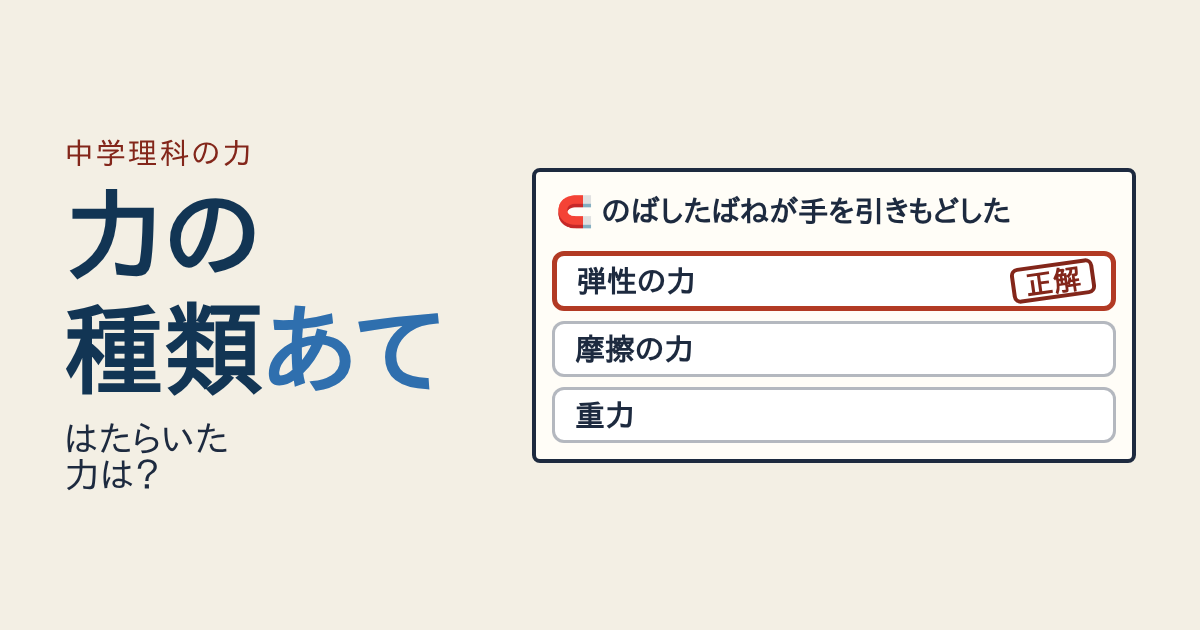 中学理科の力
力の
種類あて
はたらいた
力は？
のばしたばねが手を引きもどした
弾性の力
正解
摩擦の力
重力